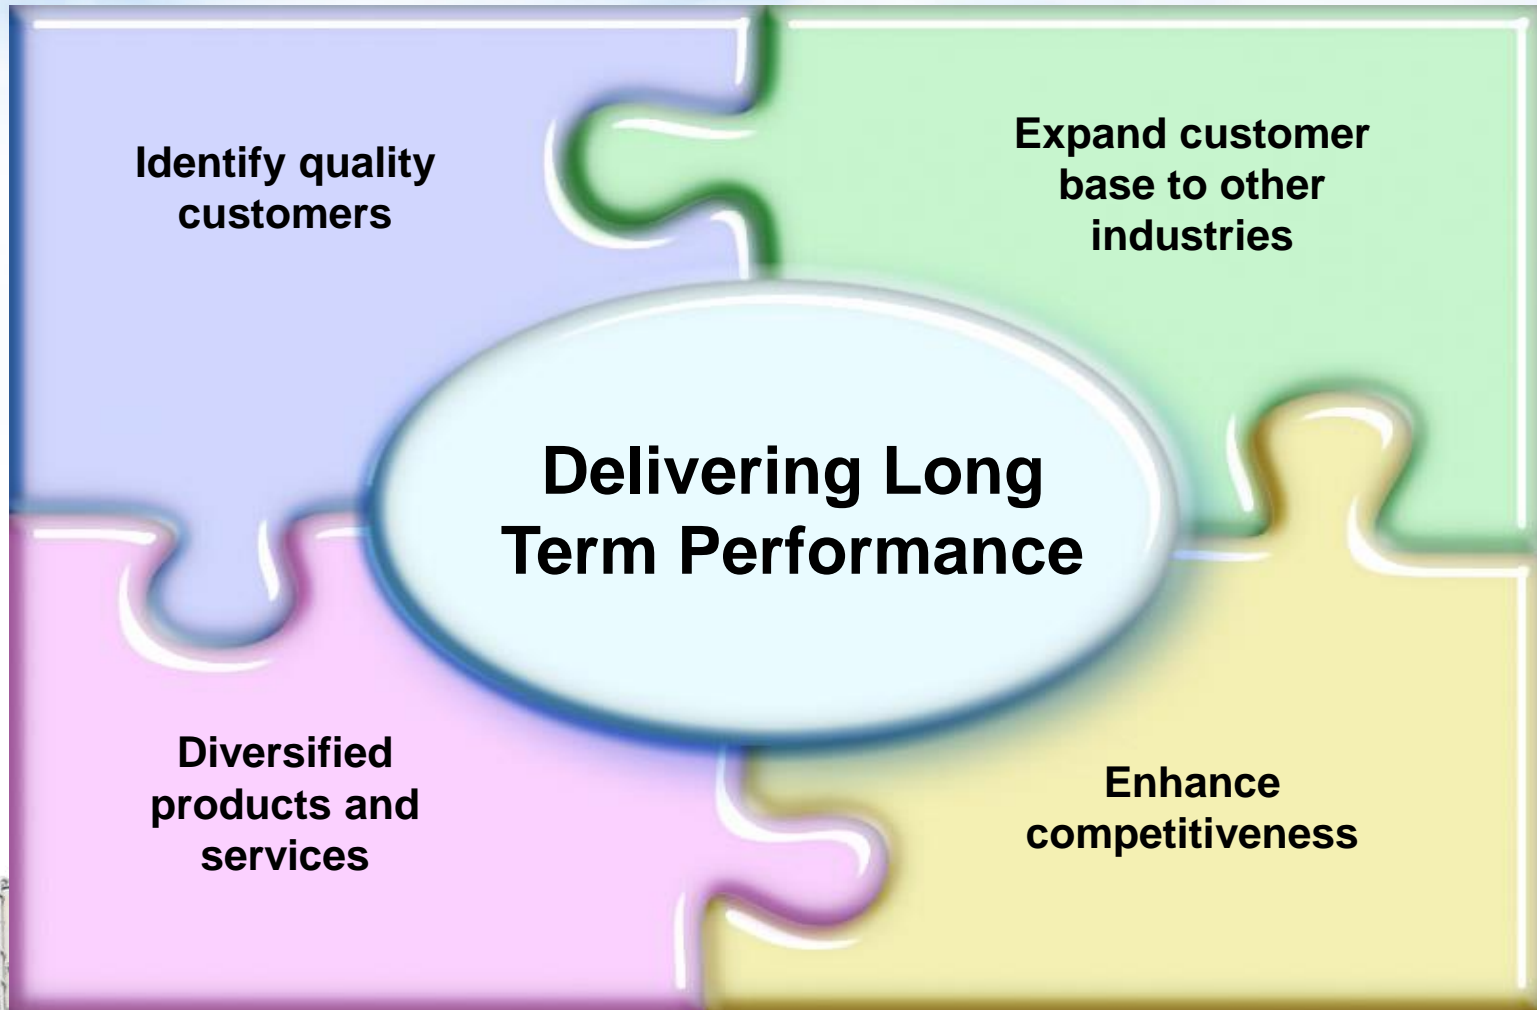 Identify quality
customers
Expand customer
base to other
industries
Delivering Long
Term Performance
Diversified
products and
services
Enhance
competitiveness